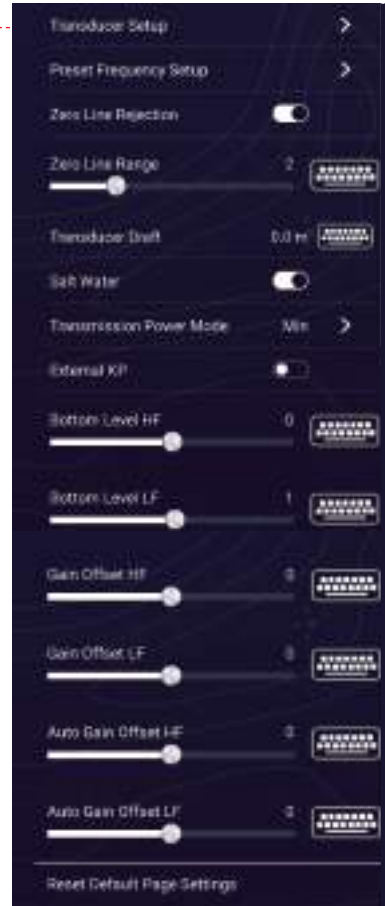 Transducer Setup
Preset Frequency Setup
Zero Line Rejection
Zero Line Range 2
Transducer Draft 0.0 m
Salt Water
Transmission Power Mode Min
External KP
Bottom Level HF 0
Bottom Level LF 1
Gain Offset HF 0
Gain Offset LF 0
Auto Gain Offset HF 0
Auto Gain Offset LF 0
Reset Default Page Settings